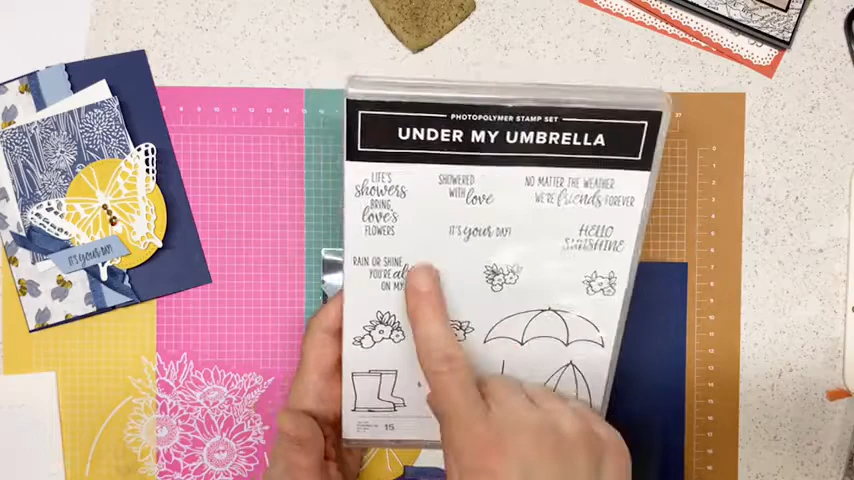 PHOTOPOLYMER STAMP SET
UNDER MY UMBRELLA
LIFE'S
showers
BRING
love's
FLOWERS
SHOWERED
WITH love
NO MATTER THE WEATHER
WE'RE friends FOREVER
IT'S your DAY!
HELLO
SUNSHINE
RAIN OR SHINE
YOU'RE
ON MY
15
IT'S your DAY!